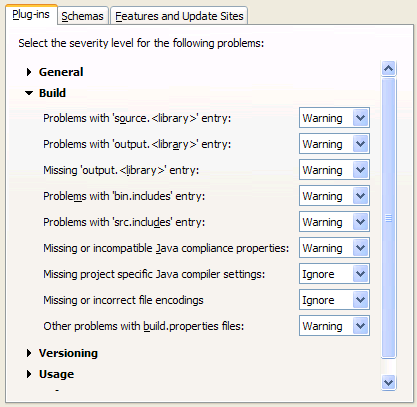 Plug-ins Schemas Features and Update Sites
Select the severity level for the following problems:
General
Build
Problems with 'source.<library>' entry: Warning
Problems with 'output.<library>' entry: Warning
Missing 'output.<library>' entry: Warning
Problems with 'bin.includes' entry: Warning
Problems with 'src.includes' entry: Warning
Missing or incompatible Java compliance properties: Warning
Missing project specific Java compiler settings: Ignore
Missing or incorrect file encodings Ignore
Other problems with build.properties files: Warning
Versioning
Usage